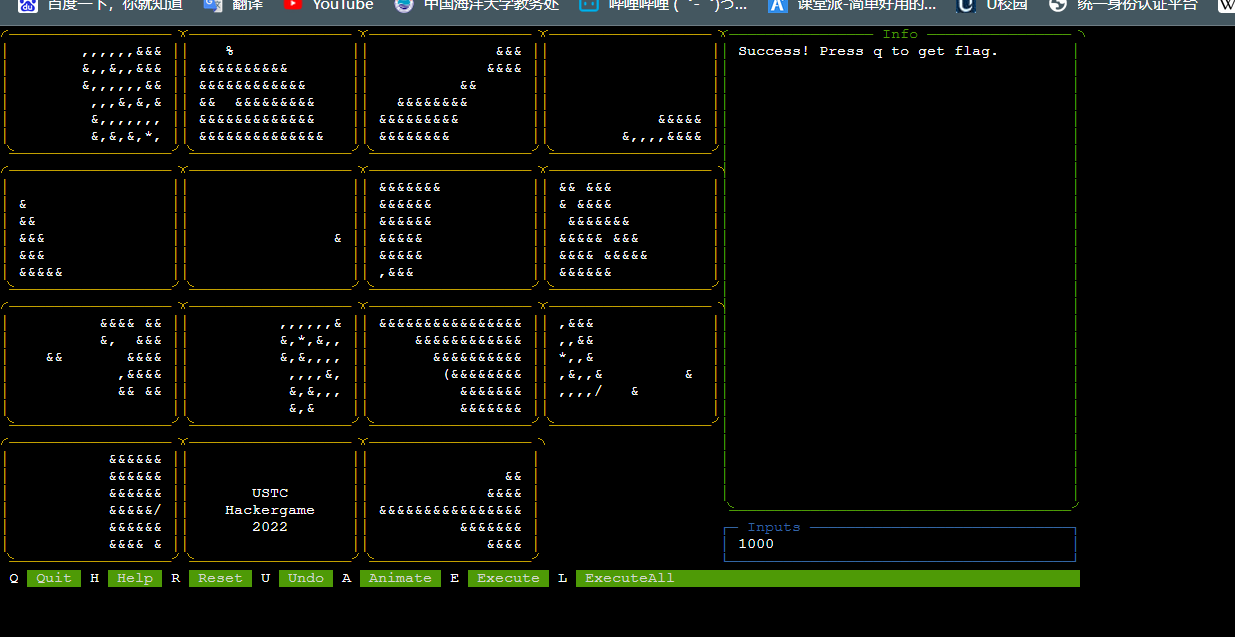 百度一下，你就知道 翻译 YouTube 中国海洋大学教务处 哔哩哔哩 ( ゜- ゜)つ... 课堂派-简单好用的... U校园 统一身份认证平台 W
Info
Success! Press q to get flag.
,,,,,,&&& % &&&
&,,&,,&&& &&&&&&&&&& &&&&
&,,,,,,&& &&&&&&&&&&&& &&
,,,&,&,& && &&&&&&&&& &&&&&&&&
&,,,,,,, &&&&&&&&&&&&& &&&&&&&&& &&&&&
&,&,&,*, &&&&&&&&&&&&&& &&&&&&&& &,,,,&&&&
&&&&&&& && &&&
& &&&&&& & &&&&
&& &&&&&& &&&&&&&
&&& & &&&&& &&&&& &&&
&&& &&&&& &&&& &&&&&
&&&&& ,&&& &&&&&&
&&&& && ,,,,,,& &&&&&&&&&&&&&&&& ,&&&
&, &&& &,*,&,, &&&&&&&&&&&& ,,&&
&& &&&& &,&,,,, &&&&&&&&&& *,,&
,&&&& ,,,,&, (&&&&&&&& ,&,,& &
&& && &,&,,, &&&&&&& ,,,,/ &
&,& &&&&&&&
&&&&&&
&&&&&& &&
&&&&&& USTC &&&&
&&&&&/ Hackergame &&&&&&&&&&&&&&&&
&&&&&& 2022 &&&&&&&
&&&& & &&&&
Inputs
1000
Q Quit H Help R Reset U Undo A Animate E Execute L ExecuteAll